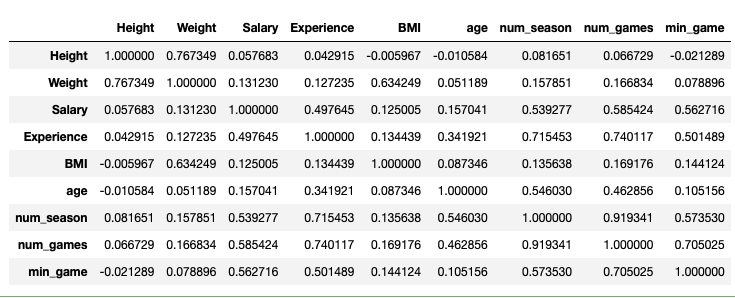 Height Weight Salary Experience BMI age num_season num_games min_game
Height 1.000000 0.767349 0.057683 0.042915 -0.005967 -0.010584 0.081651 0.066729 -0.021289
Weight 0.767349 1.000000 0.131230 0.127235 0.634249 0.051189 0.157851 0.166834 0.078896
Salary 0.057683 0.131230 1.000000 0.497645 0.125005 0.157041 0.539277 0.585424 0.562716
Experience 0.042915 0.127235 0.497645 1.000000 0.134439 0.341921 0.715453 0.740117 0.501489
BMI -0.005967 0.634249 0.125005 0.134439 1.000000 0.087346 0.135638 0.169176 0.144124
age -0.010584 0.051189 0.157041 0.341921 0.087346 1.000000 0.546030 0.462856 0.105156
num_season 0.081651 0.157851 0.539277 0.715453 0.135638 0.546030 1.000000 0.919341 0.573530
num_games 0.066729 0.166834 0.585424 0.740117 0.169176 0.462856 0.919341 1.000000 0.705025
min_game -0.021289 0.078896 0.562716 0.501489 0.144124 0.105156 0.573530 0.705025 1.000000